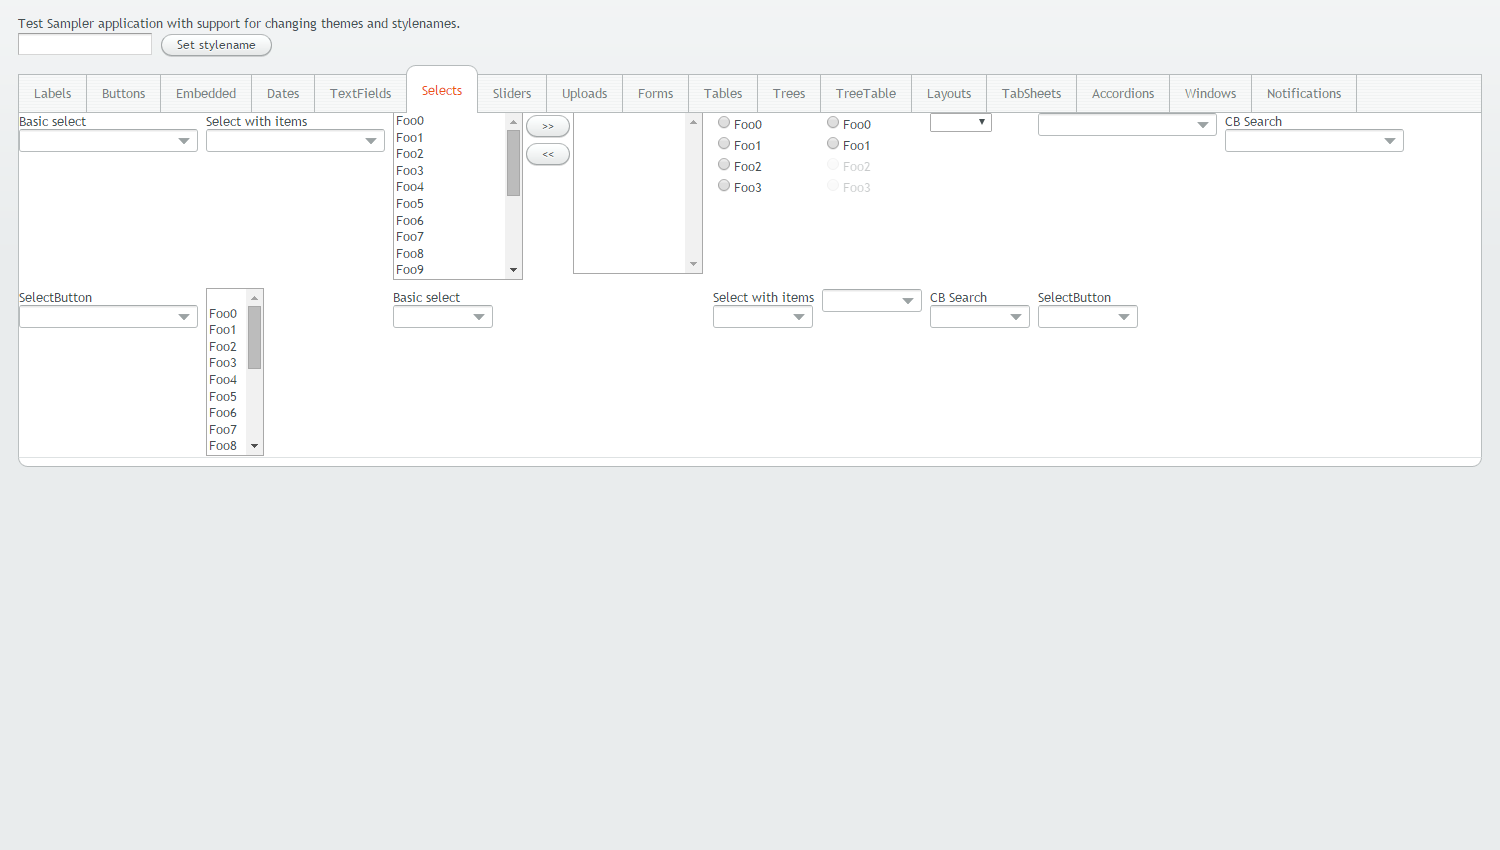 Test Sampler application with support for changing themes and stylenames.
Set stylename
Labels Buttons Embedded Dates TextFields Selects Sliders Uploads Forms Tables Trees TreeTable Layouts TabSheets Accordions Windows Notifications
Basic select
Select with items
Foo0
Foo1
Foo2
Foo3
Foo4
Foo5
Foo6
Foo7
Foo8
Foo9
>>
<<
Foo0
Foo1
Foo2
Foo3
Foo0
Foo1
Foo2
Foo3
CB Search
SelectButton
Foo0
Foo1
Foo2
Foo3
Foo4
Foo5
Foo6
Foo7
Foo8
Basic select
Select with items
CB Search
SelectButton